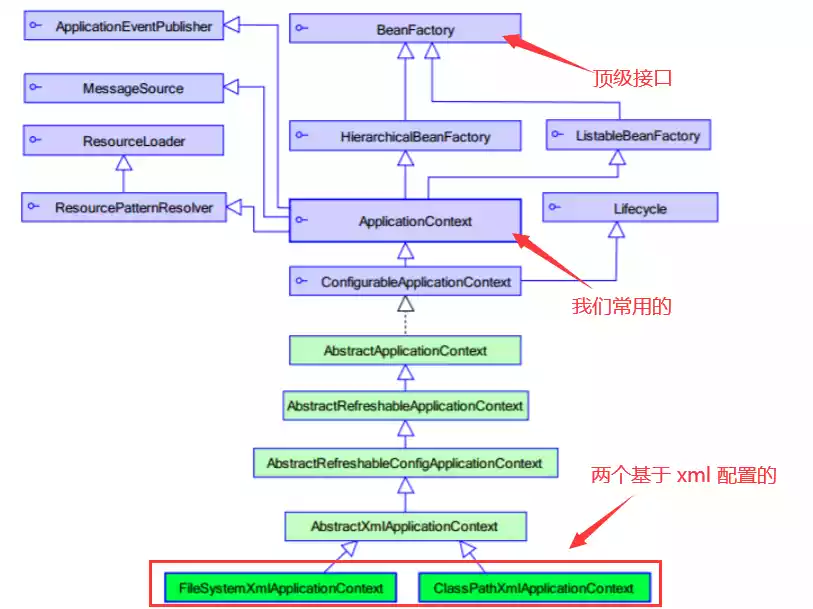 ApplicationEventPublisher
BeanFactory
顶级接口
MessageSource
ResourceLoader
HierarchicalBeanFactory
ListableBeanFactory
ResourcePatternResolver
ApplicationContext
Lifecycle
ConfigurableApplicationContext
我们常用的
AbstractApplicationContext
AbstractRefreshableApplicationContext
AbstractRefreshableConfigApplicationContext
两个基于 xml 配置的
AbstractXmlApplicationContext
FileSystemXmlApplicationContext
ClassPathXmlApplicationContext